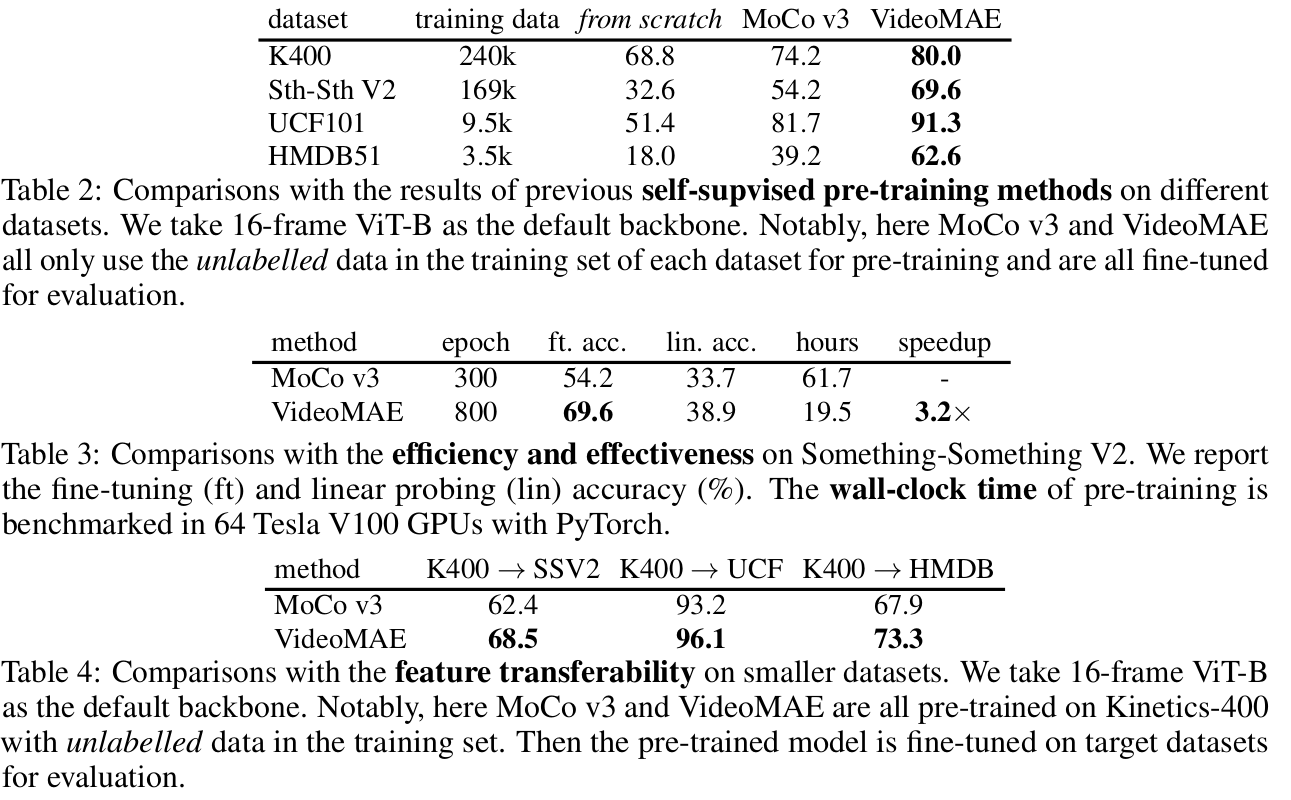 dataset training data from scratch MoCo v3 VideoMAE
K400 240k 68.8 74.2 80.0
Sth-Sth V2 169k 32.6 54.2 69.6
UCF101 9.5k 51.4 81.7 91.3
HMDB51 3.5k 18.0 39.2 62.6
Table 2: Comparisons with the results of previous self-supvised pre-training methods on different
datasets. We take 16-frame ViT-B as the default backbone. Notably, here MoCo v3 and VideoMAE
all only use the unlabelled data in the training set of each dataset for pre-training and are all fine-tuned
for evaluation.
method epoch ft. acc. lin. acc. hours speedup
MoCo v3 300 54.2 33.7 61.7 -
VideoMAE 800 69.6 38.9 19.5 3.2×
Table 3: Comparisons with the efficiency and effectiveness on Something-Something V2. We report
the fine-tuning (ft) and linear probing (lin) accuracy (%). The wall-clock time of pre-training is
benchmarked in 64 Tesla V100 GPUs with PyTorch.
method K400 → SSV2 K400 → UCF K400 → HMDB
MoCo v3 62.4 93.2 67.9
VideoMAE 68.5 96.1 73.3
Table 4: Comparisons with the feature transferability on smaller datasets. We take 16-frame ViT-B
as the default backbone. Notably, here MoCo v3 and VideoMAE are all pre-trained on Kinetics-400
with unlabelled data in the training set. Then the pre-trained model is fine-tuned on target datasets
for evaluation.